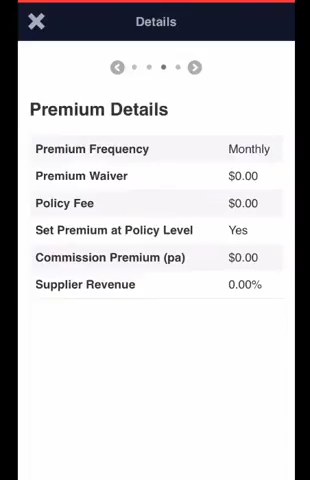 Details
Premium Details
Premium Frequency Monthly
Premium Waiver $0.00
Policy Fee $0.00
Set Premium at Policy Level Yes
Commission Premium (pa) $0.00
Supplier Revenue 0.00%